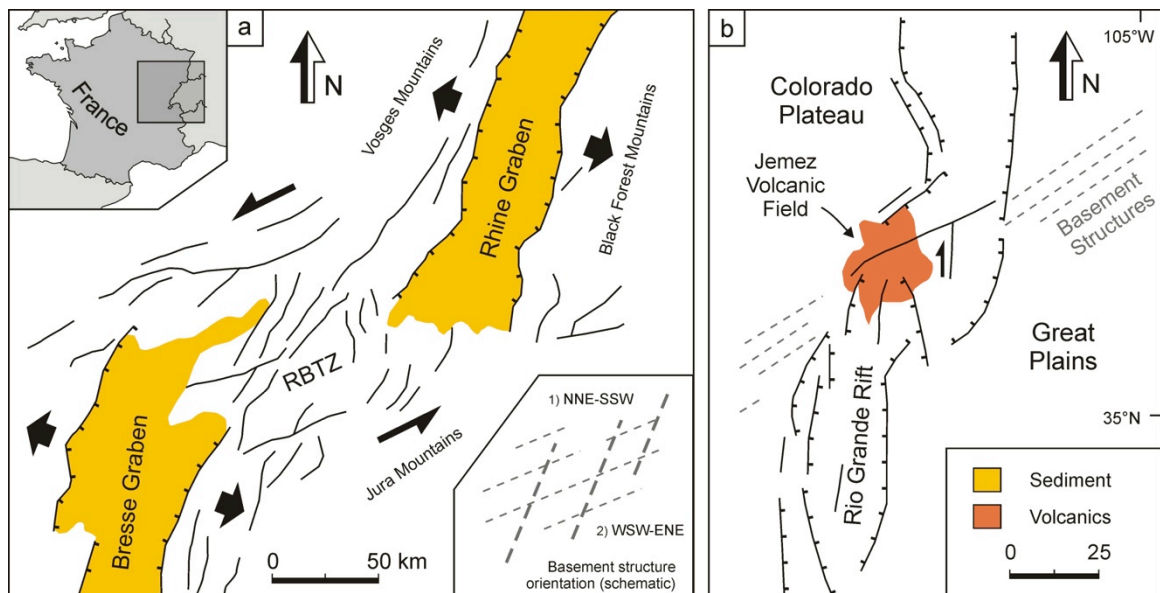 a
France
N
Vosges Mountains
Rhine Graben
Black Forest Mountains
RBTZ
Jura Mountains
Bresse Graben
0 50 km
1) NNE-SSW
2) WSW-ENE
Basement structure
orientation (schematic)
b
105°W
N
Colorado
Plateau
Jemez
Volcanic
Field
Basement
Structures
Great
Plains
Rio Grande Rift
35°N
Sediment
Volcanics
0 25